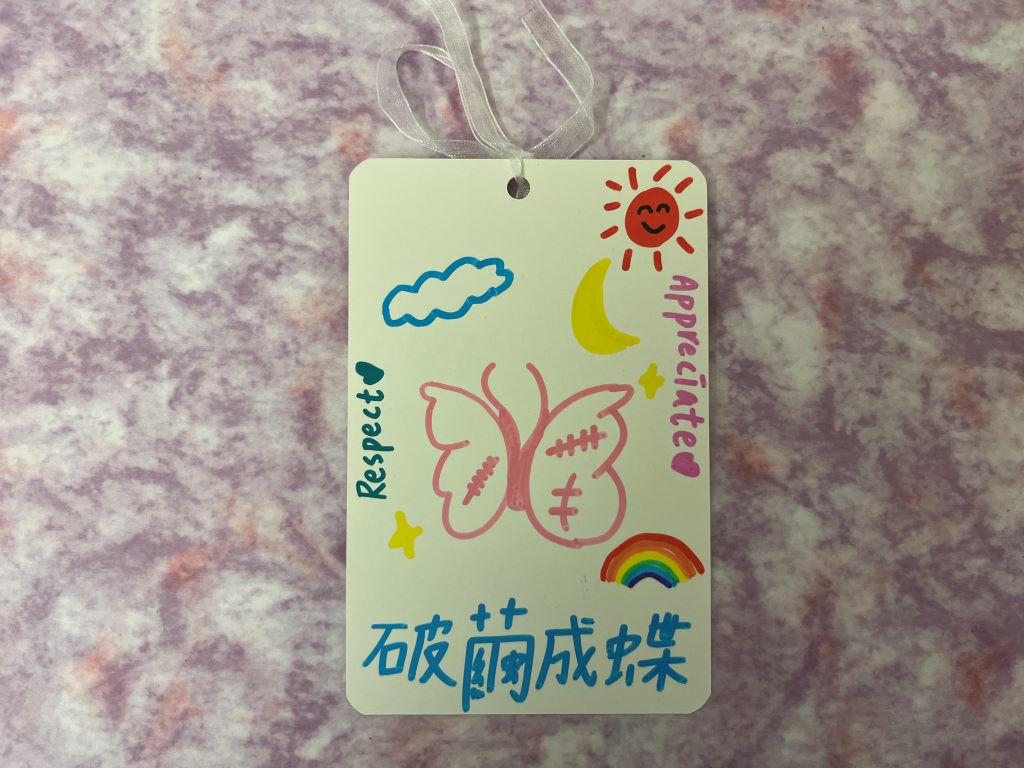 Appreciate
Respect
破繭成蝶